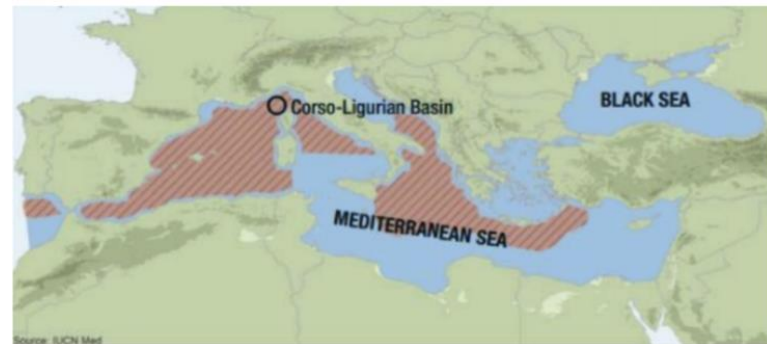 BLACK SEA
Corso-Ligurian Basin
MEDITERRANEAN SEA
Source: IUCN Med